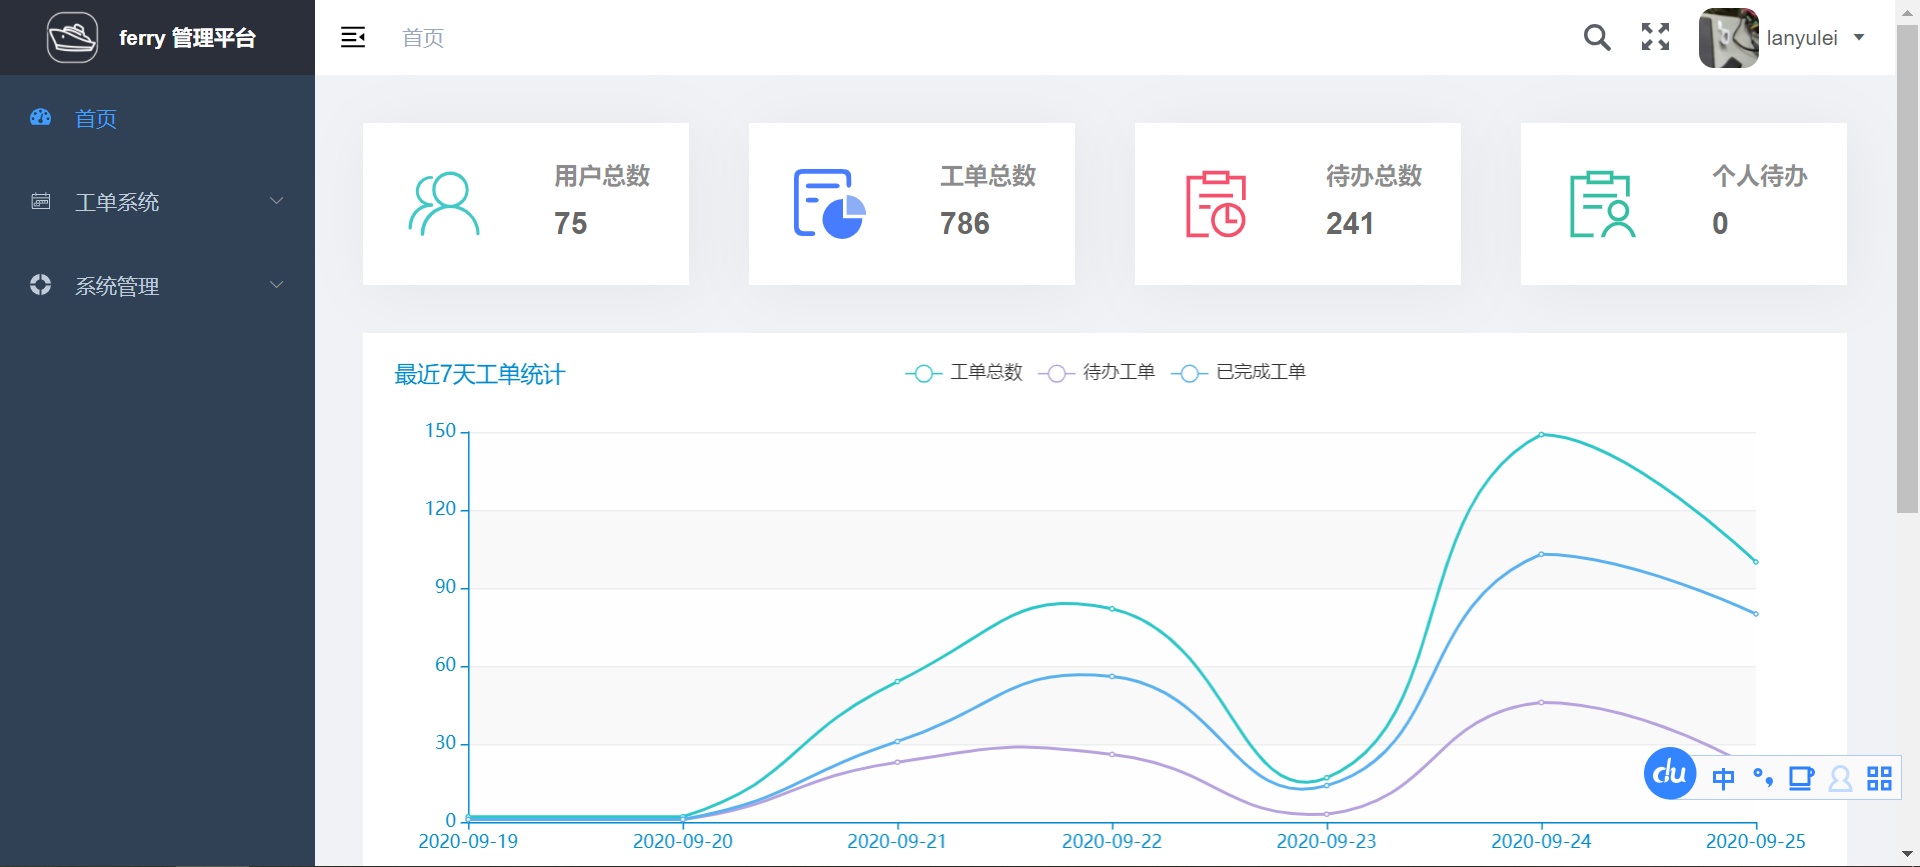 ferry 管理平台
首页
lanyulei
首页
工单系统
系统管理
用户总数
75
工单总数
786
待办总数
241
个人待办
0
最近7天工单统计
工单总数 待办工单 已完成工单
150
120
90
60
30
0
2020-09-19 2020-09-20 2020-09-21 2020-09-22 2020-09-23 2020-09-24 2020-09-25
du 中 °,